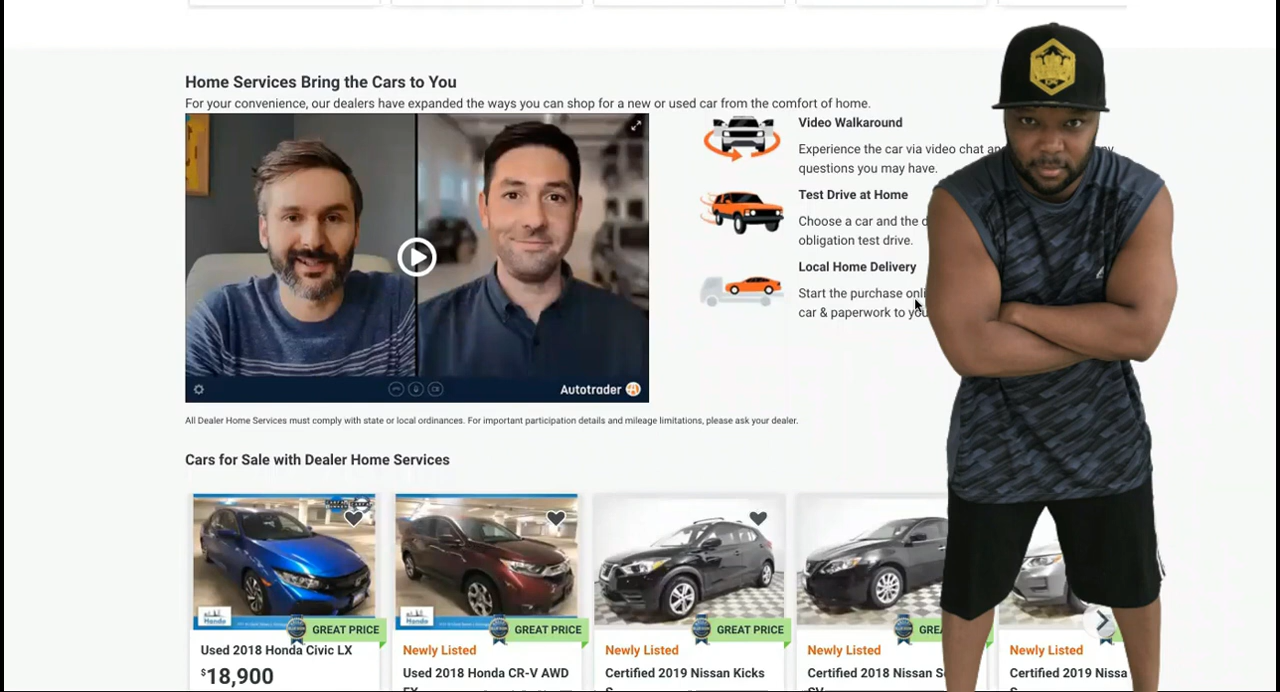 Home Services Bring the Cars to You
For your convenience, our dealers have expanded the ways you can shop for a new or used car from the comfort of home.
Video Walkaround
Experience the car via video chat
questions you may have.
Test Drive at Home
Choose a car and the
obligation test drive.
Local Home Delivery
Start the purchase
car & paperwork to
Autotrader
All Dealer Home Services must comply with state or local ordinances. For important participation details and mileage limitations, please ask your dealer.
Cars for Sale with Dealer Home Services
GREAT PRICE
GREAT PRICE
GREAT PRICE
Used 2018 Honda Civic LX
$18,900
Newly Listed
Used 2018 Honda CR-V AWD
Newly Listed
Certified 2019 Nissan Kicks
Newly Listed
Certified 2018 Nissan
Newly Listed
Certified 2019